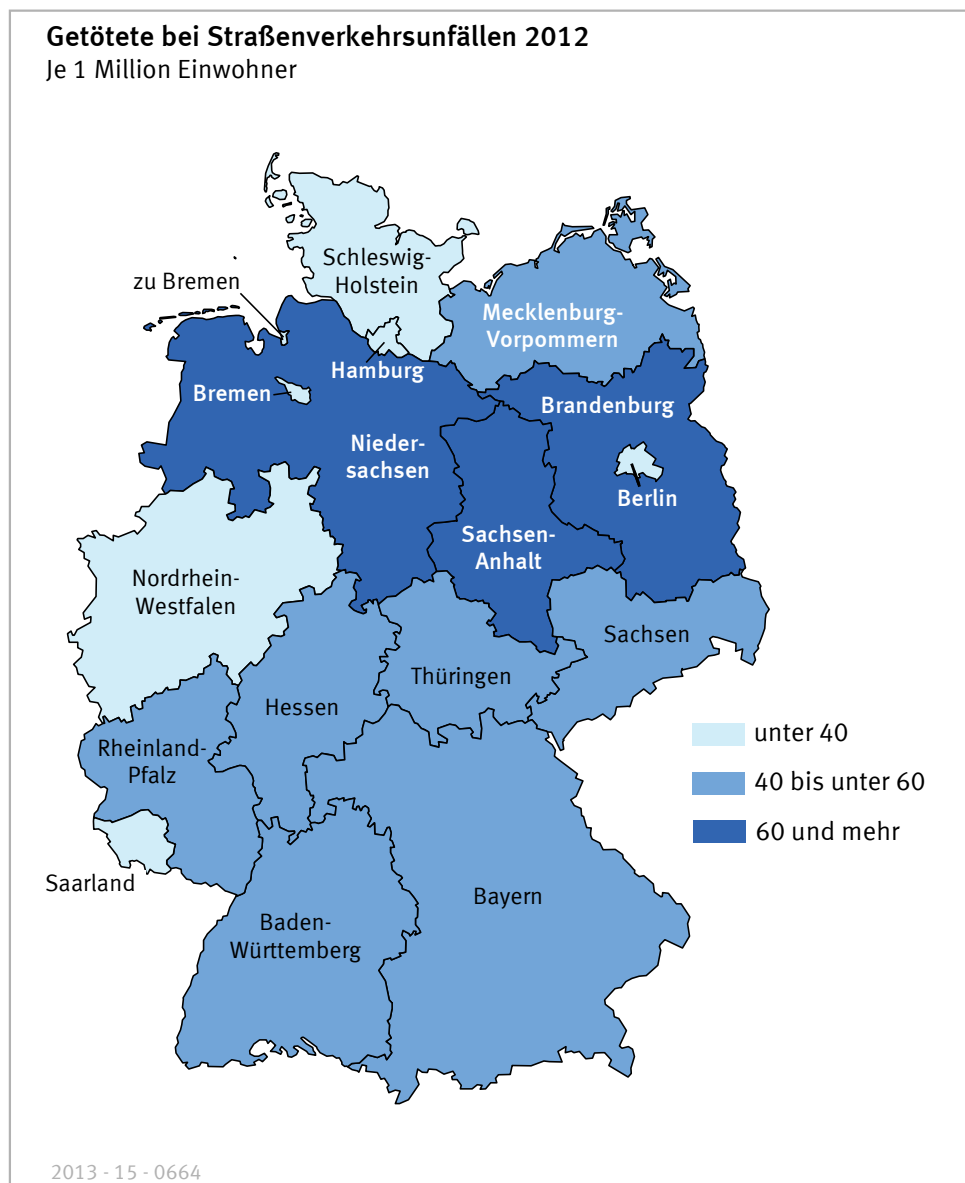 Getötete bei Straßenverkehrsunfällen 2012
Je 1 Million Einwohner
Schleswig-
Holstein
zu Bremen
Mecklenburg-
Vorpommern
Hamburg
Bremen
Brandenburg
Nieder-
sachsen
Berlin
Sachsen-
Anhalt
Nordrhein-
Westfalen
Sachsen
Thüringen
Hessen
unter 40
Rheinland-
Pfalz
40 bis unter 60
60 und mehr
Saarland
Bayern
Baden-
Württemberg
2013 - 15 - 0664